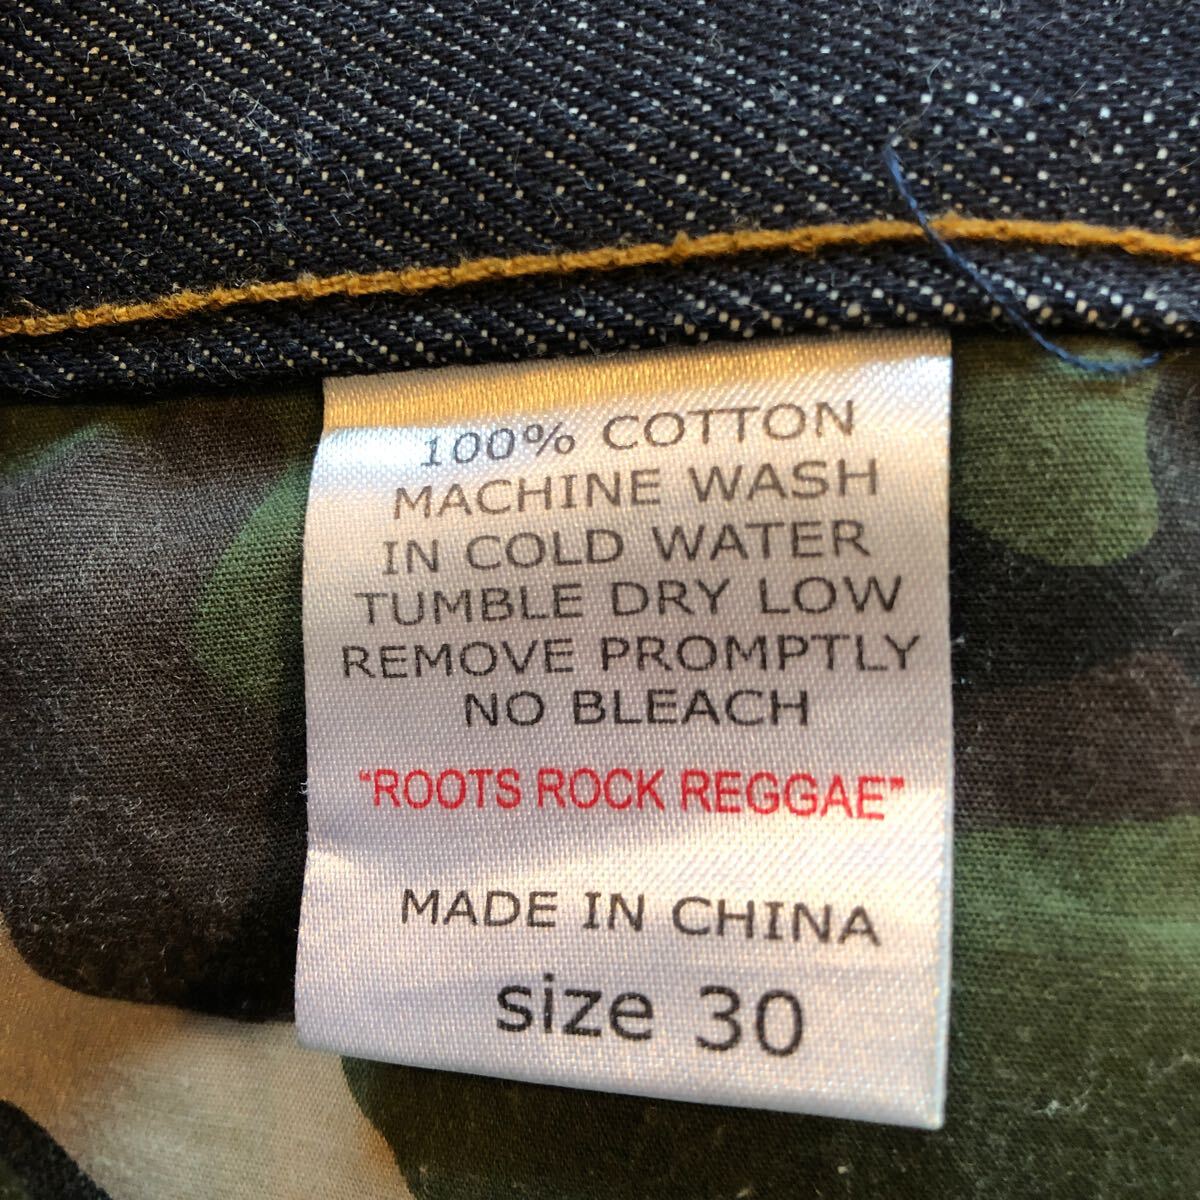 100% COTTON
MACHINE WASH
IN COLD WATER
TUMBLE DRY LOW
REMOVE PROMPTLY
NO BLEACH
“ROOTS ROCK REGGAE”
MADE IN CHINA
size 30